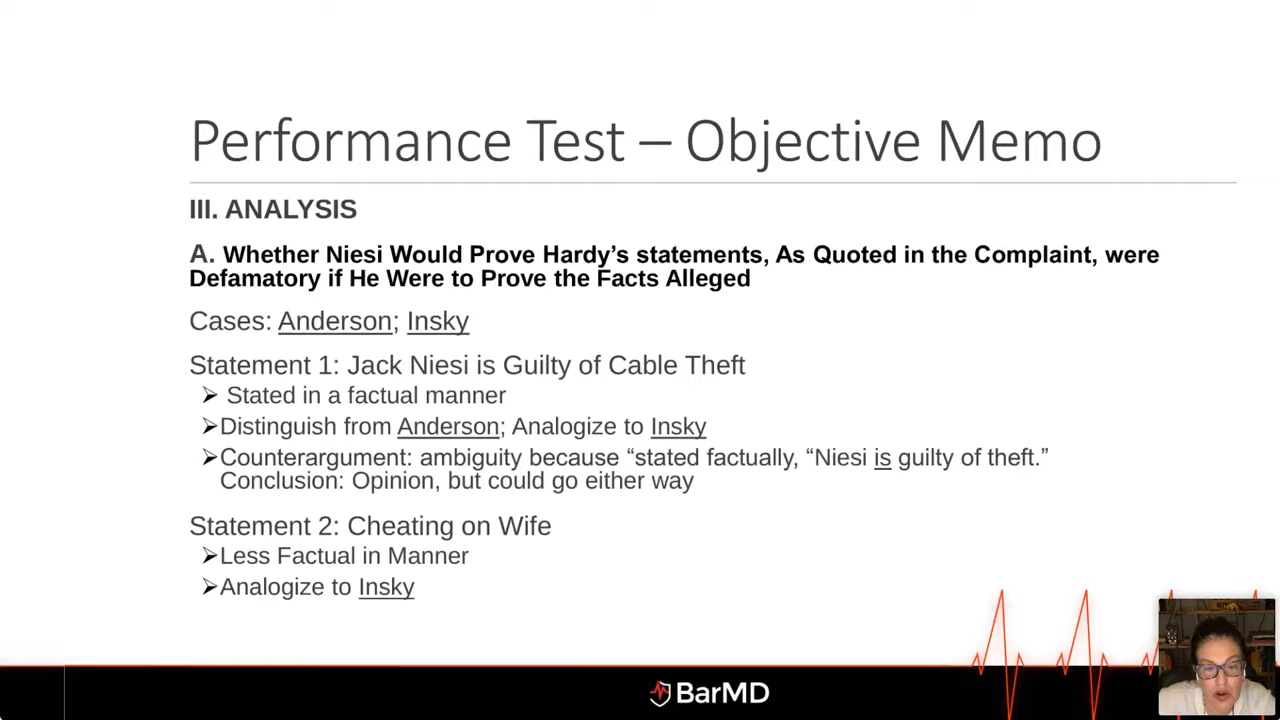 Performance Test – Objective Memo
III. ANALYSIS
A. Whether Niesi Would Prove Hardy’s statements, As Quoted in the Complaint, were
Defamatory if He Were to Prove the Facts Alleged
Cases: Anderson; Insky
Statement 1: Jack Niesi is Guilty of Cable Theft
➢ Stated in a factual manner
➢Distinguish from Anderson; Analogize to Insky
➢Counterargument: ambiguity because “stated factually, “Niesi is guilty of theft.”
Conclusion: Opinion, but could go either way
Statement 2: Cheating on Wife
➢Less Factual in Manner
➢Analogize to Insky
BarMD